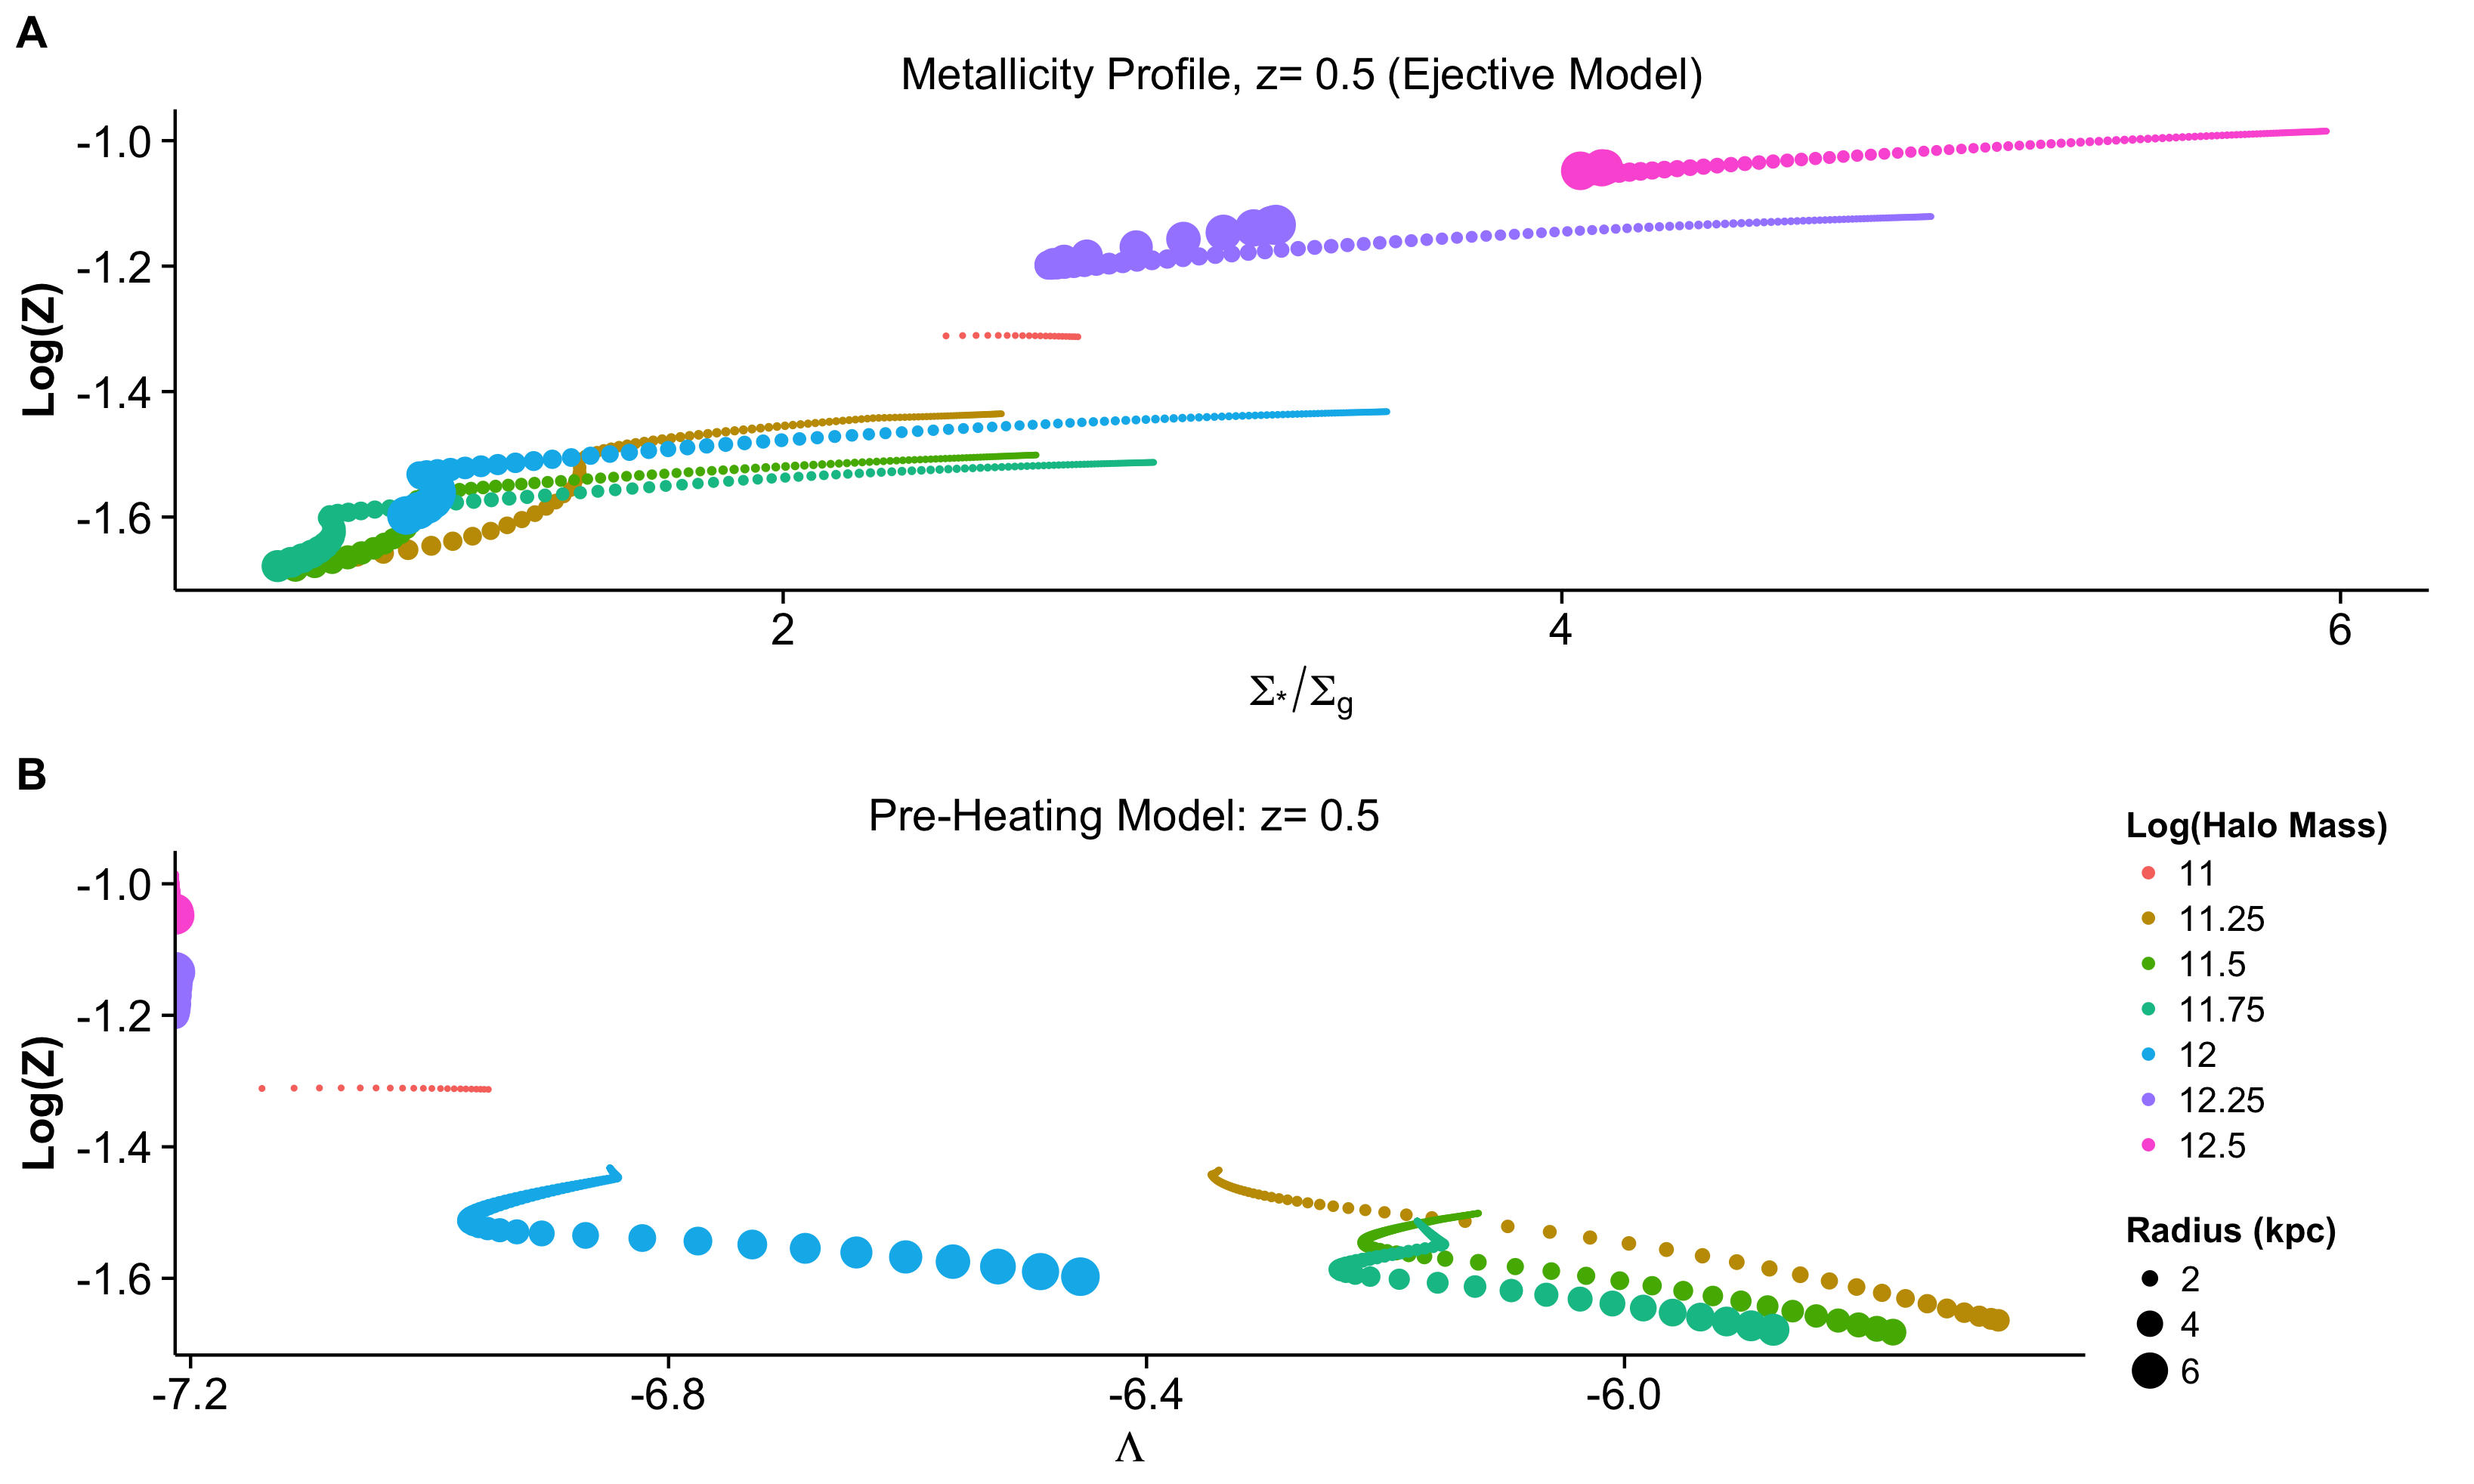 A
Metallicity Profile, z= 0.5 (Ejective Model)
Log(Z)
-1.0
-1.2
-1.4
-1.6
2
4
6
Σ*/Σg
B
Pre-Heating Model: z= 0.5
Log(Z)
-1.0
-1.2
-1.4
-1.6
-7.2
-6.8
-6.4
-6.0
Λ
Log(Halo Mass)
11
11.25
11.5
11.75
12
12.25
12.5
Radius (kpc)
2
4
6